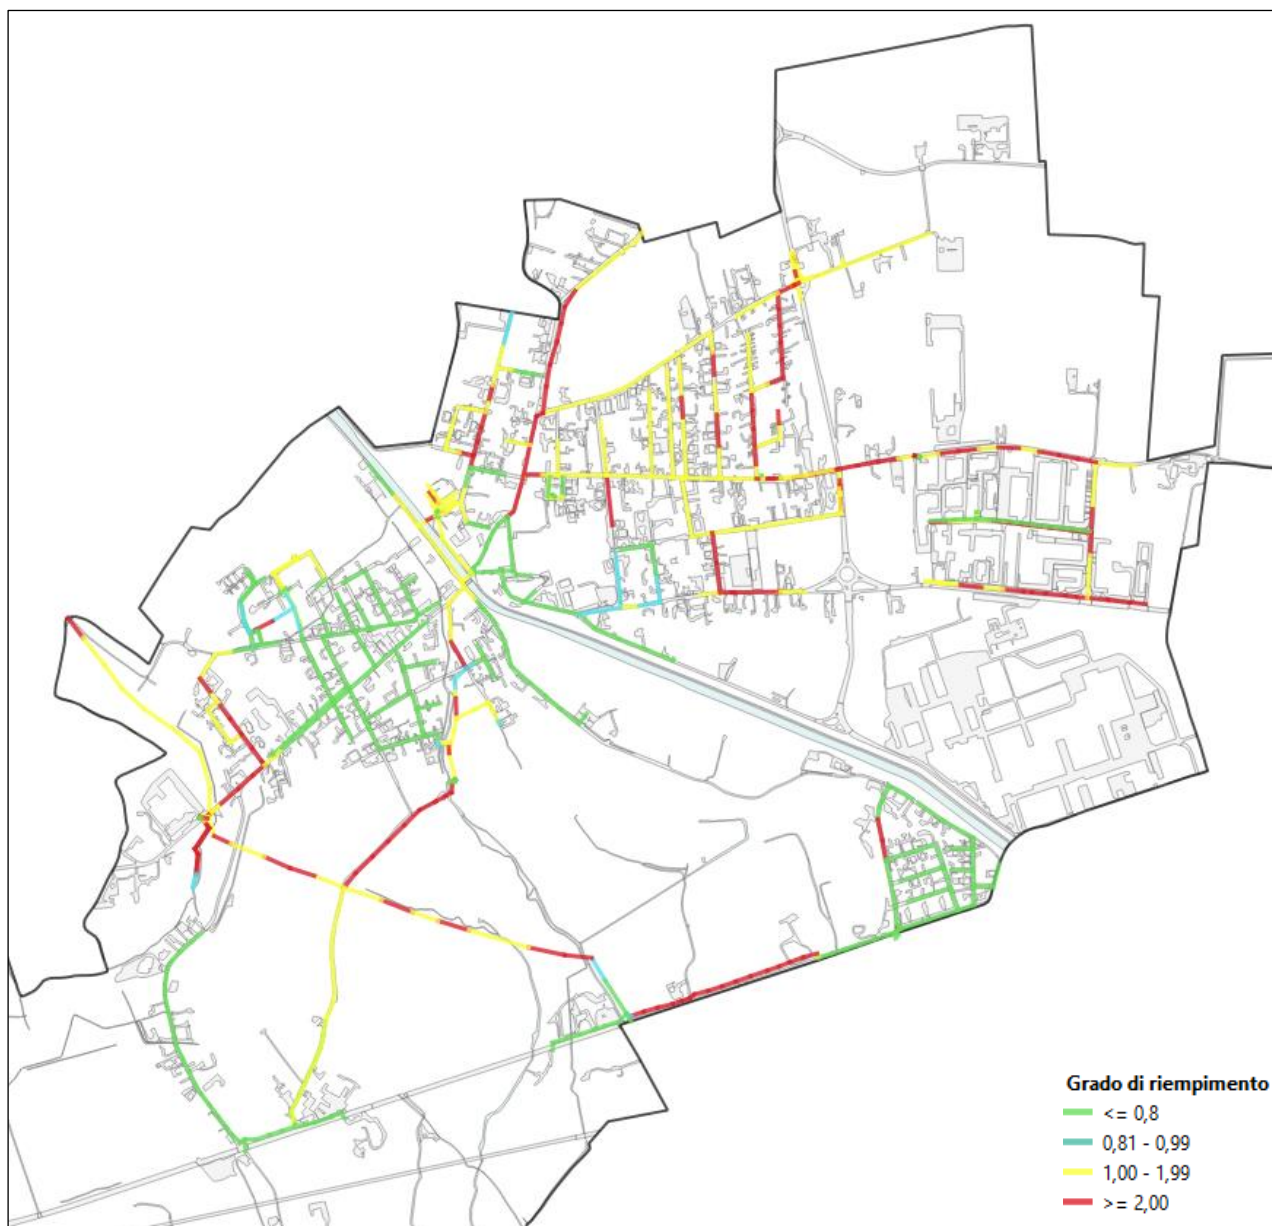 Grado di riempimento
<= 0,8
0,81 - 0,99
1,00 - 1,99
>= 2,00